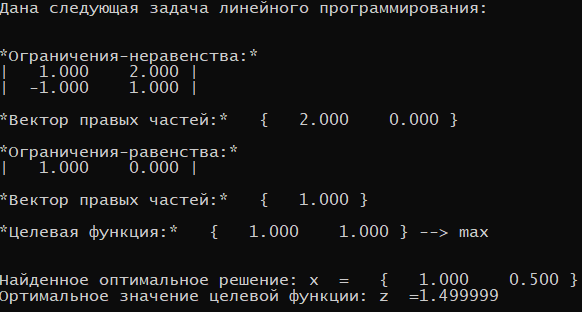 Дана следующая задача линейного программирования:
*Ограничения-неравенства:*
|   1.000     2.000 |
|  -1.000     1.000 |
*Вектор правых частей:*   {   2.000     0.000 }
*Ограничения-равенства:*
|   1.000     0.000 |
*Вектор правых частей:*   {   1.000 }
*Целевая функция:*   {   1.000     1.000 } --> max
Найденное оптимальное решение: x  =   {   1.000     0.500 }
Оптимальное значение целевой функции: z  =1.499999